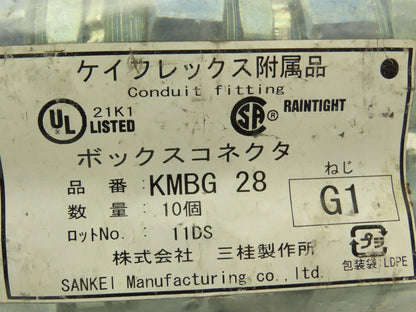 ケイフレックス附属品
Conduit fitting
UL 21K1 LISTED
SA ® RAINTIGHT
ボックスコネクタ
品 番 : KMBG 28
数 量 : 10個
ロットNo. : 11DS
ねじ
G1
株式会社 三桂製作所
SANKEI Manufacturing co.,ltd.
プラ
包装袋:LDPE